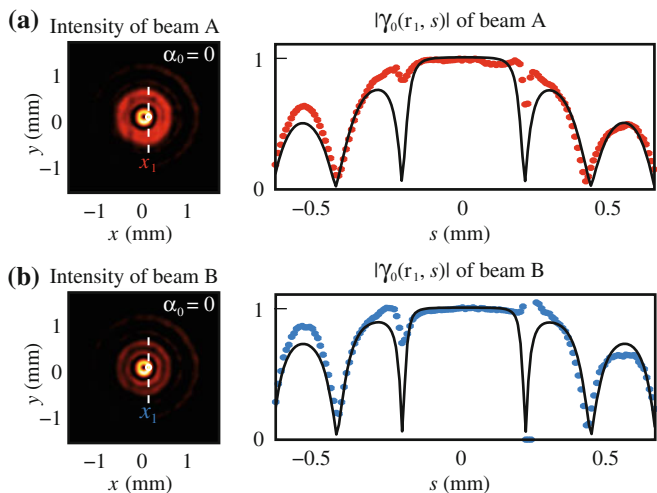 (a) Intensity of beam A
|γ₀(r₁, s)| of beam A
α₀ = 0
x₁
y (mm)
1
0
−1
−1 0 1
x (mm)
1
0
−0.5 0 0.5
s (mm)
(b) Intensity of beam B
|γ₀(r₁, s)| of beam B
α₀ = 0
x₁
y (mm)
1
0
−1
−1 0 1
x (mm)
1
0
−0.5 0 0.5
s (mm)